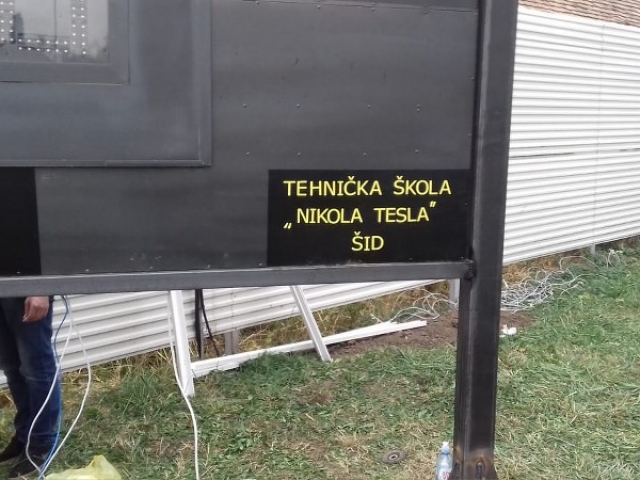 TEHNIČKA ŠKOLA
„NIKOLA TESLA”
ŠID